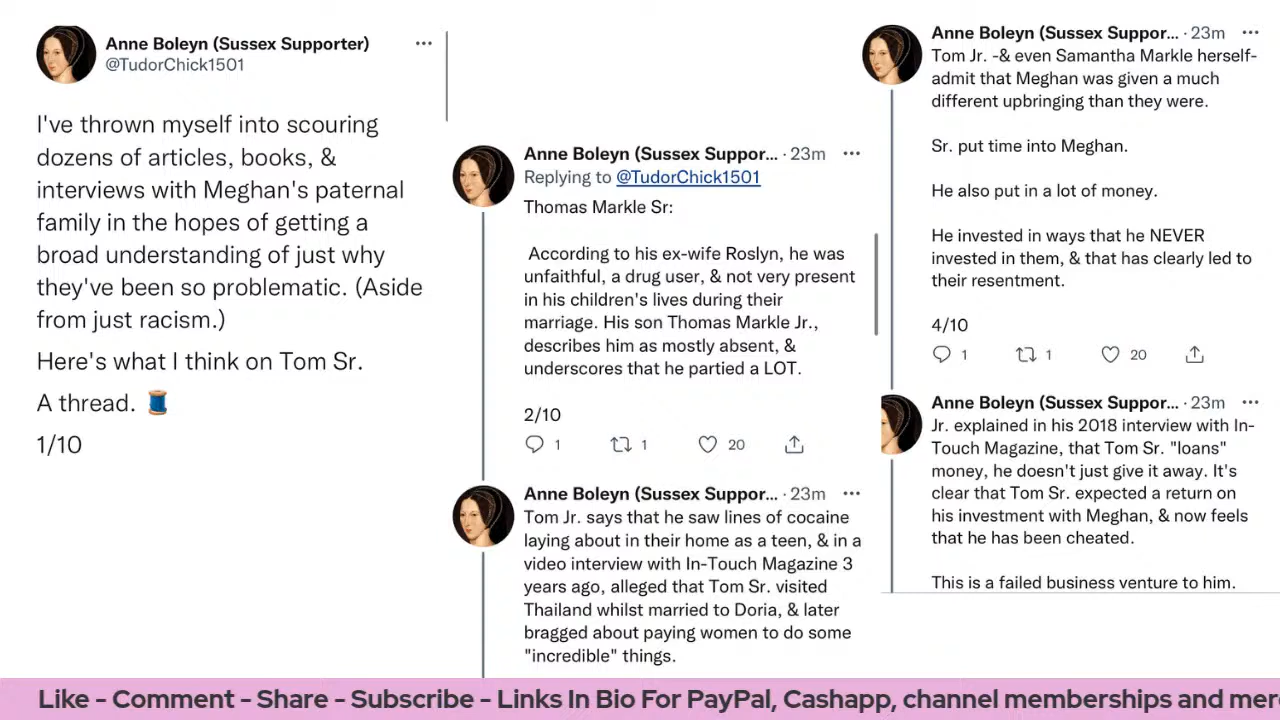 Anne Boleyn (Sussex Supporter)
@TudorChick1501
I've thrown myself into scouring
dozens of articles, books, &
interviews with Meghan's paternal
family in the hopes of getting a
broad understanding of just why
they've been so problematic. (Aside
from just racism.)
Here's what I think on Tom Sr.
A thread. 🧵
1/10
Anne Boleyn (Sussex Suppor... · 23m
Replying to @TudorChick1501
Thomas Markle Sr:
According to his ex-wife Roslyn, he was
unfaithful, a drug user, & not very present
in his children's lives during their
marriage. His son Thomas Markle Jr.,
describes him as mostly absent, &
underscores that he partied a LOT.
2/10
1 1 20
Anne Boleyn (Sussex Suppor... · 23m
Tom Jr. says that he saw lines of cocaine
laying about in their home as a teen, & in a
video interview with In-Touch Magazine 3
years ago, alleged that Tom Sr. visited
Thailand whilst married to Doria, & later
bragged about paying women to do some
"incredible" things.
Anne Boleyn (Sussex Suppor... · 23m
Tom Jr. -& even Samantha Markle herself-
admit that Meghan was given a much
different upbringing than they were.
Sr. put time into Meghan.
He also put in a lot of money.
He invested in ways that he NEVER
invested in them, & that has clearly led to
their resentment.
4/10
1 1 20
Anne Boleyn (Sussex Suppor... · 23m
Jr. explained in his 2018 interview with In-
Touch Magazine, that Tom Sr. "loans"
money, he doesn't just give it away. It's
clear that Tom Sr. expected a return on
his investment with Meghan, & now feels
that he has been cheated.
This is a failed business venture to him.
Like - Comment - Share - Subscribe - Links In Bio For PayPal, Cashapp, channel memberships and mer